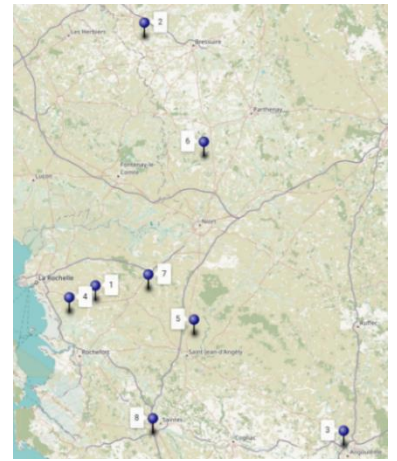 2
Les Herbiers
Bressuire
Parthenay
6
Fontenay-le-
Comte
Luçon
Niort
La Rochelle
1
7
4
5
Ruffec
Rochefort
Saint-Jean-d'Angély
8
Saintes
Cognac
3
Angoulême